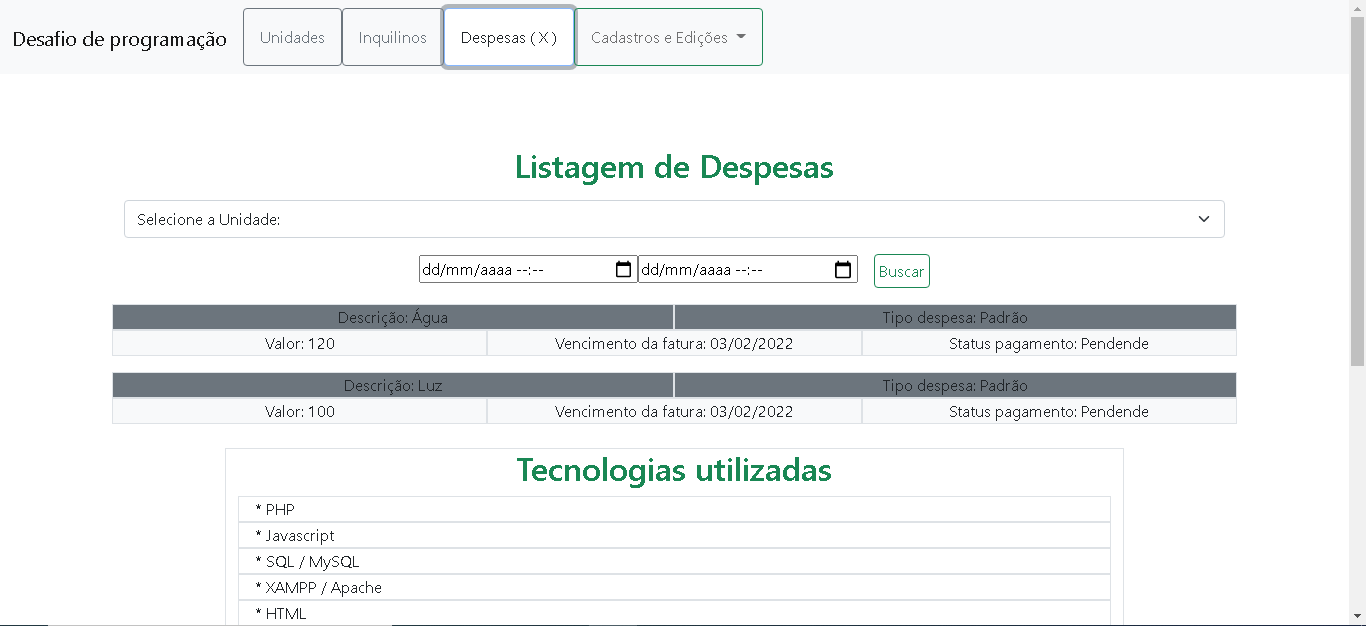 Desafio de programação Unidades Inquilinos Despesas ( X ) Cadastros e Edições
Listagem de Despesas
Selecione a Unidade:
dd/mm/aaaa --:-- dd/mm/aaaa --:-- Buscar
Descrição: Água Tipo despesa: Padrão
Valor: 120 Vencimento da fatura: 03/02/2022 Status pagamento: Pendende
Descrição: Luz Tipo despesa: Padrão
Valor: 100 Vencimento da fatura: 03/02/2022 Status pagamento: Pendende
Tecnologias utilizadas
* PHP
* Javascript
* SQL / MySQL
* XAMPP / Apache
* HTML